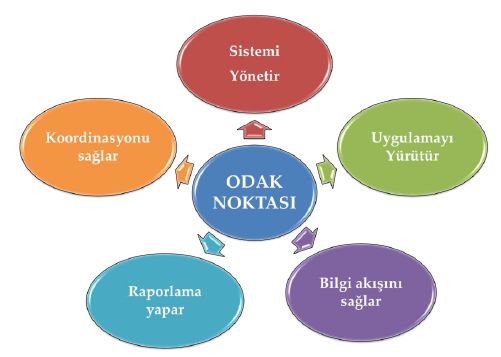 Sistemi
Yönetir
Koordinasyonu
sağlar
Uygulamayı
Yürütür
ODAK
NOKTASI
Raporlama
yapar
Bilgi akışını
sağlar